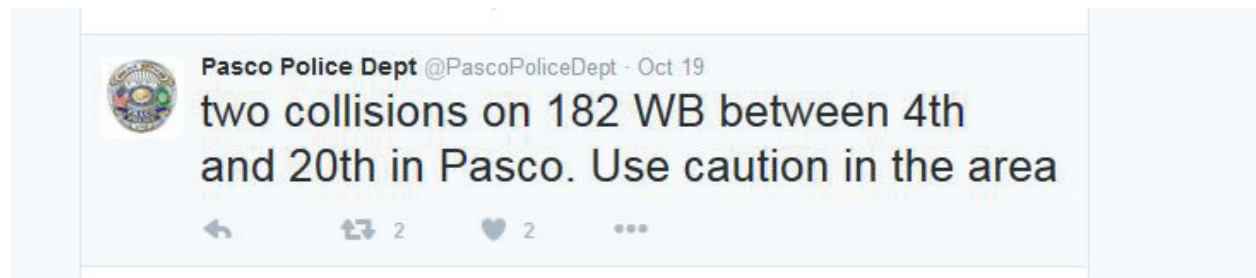 Pasco Police Dept @PascoPoliceDept · Oct 19
two collisions on 182 WB between 4th
and 20th in Pasco. Use caution in the area
2 2